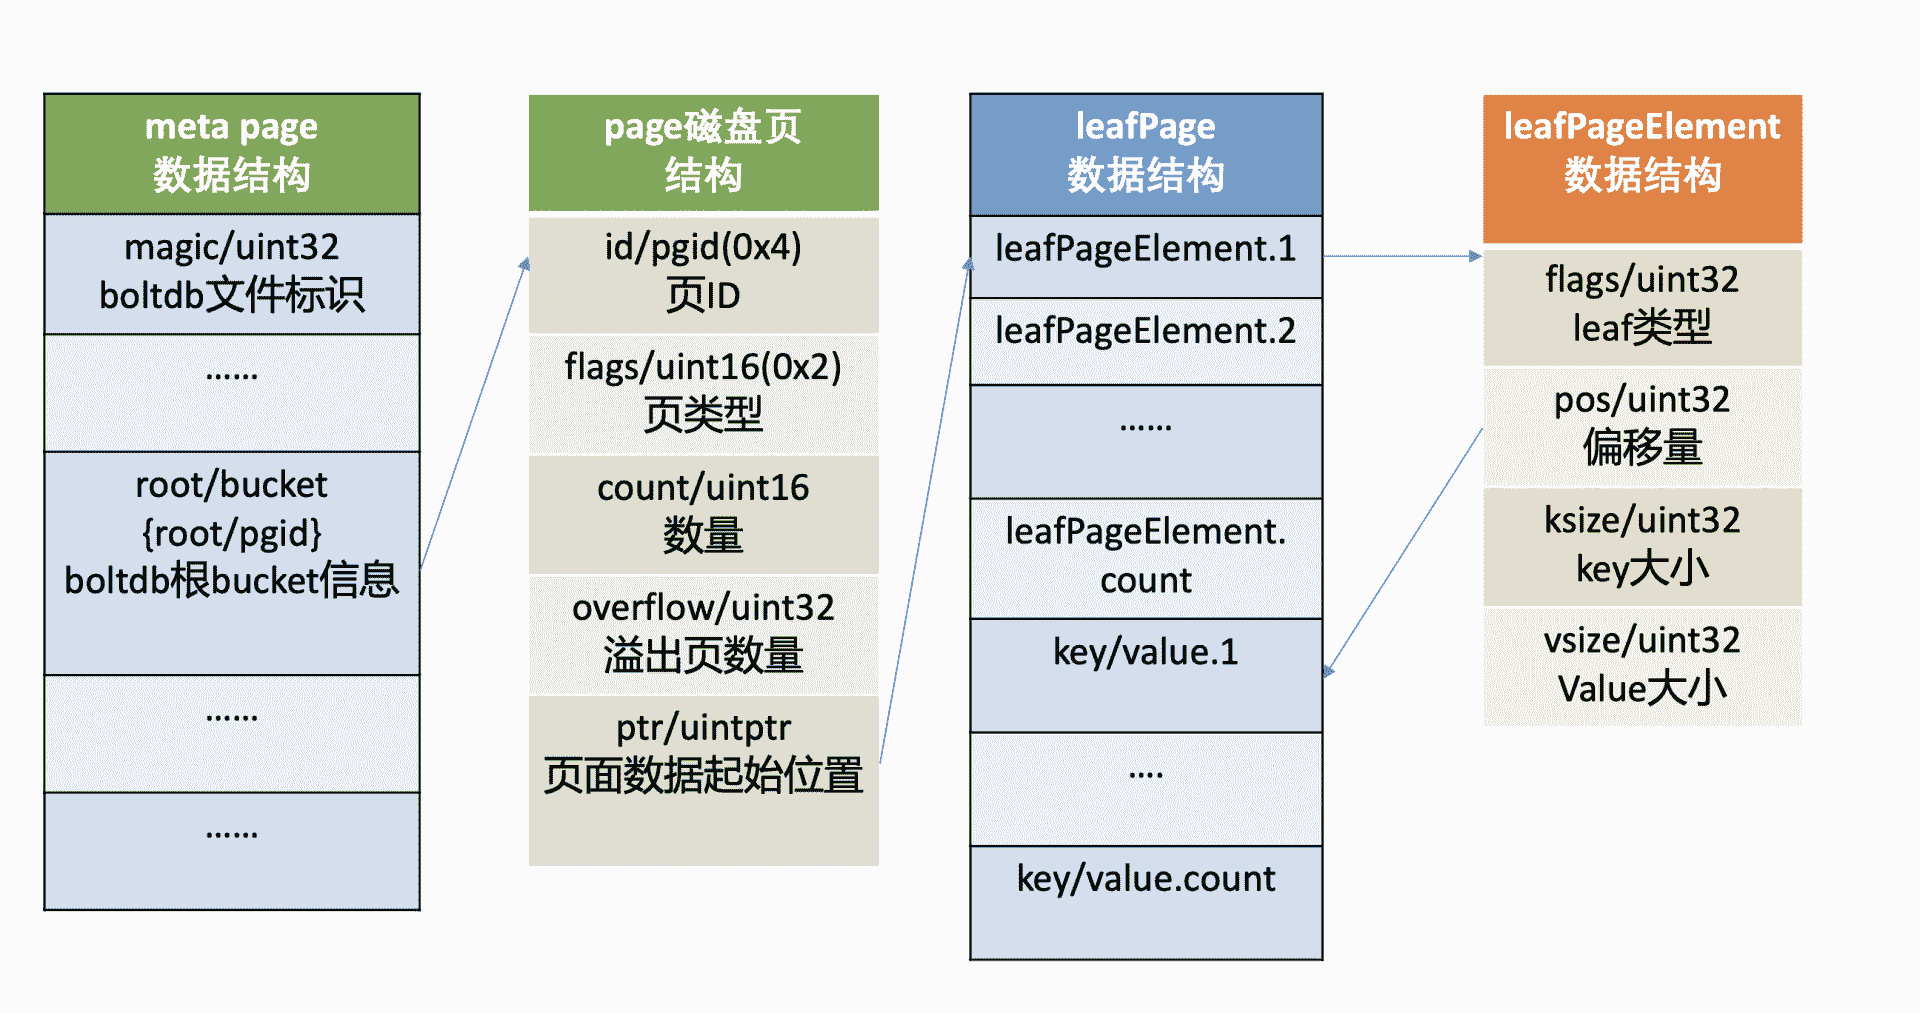 meta page
数据结构
magic/uint32
boltdb文件标识
......
root/bucket
{root/pgid}
boltdb根bucket信息
......
......
page磁盘页
结构
id/pgid(0x4)
页ID
flags/uint16(0x2)
页类型
count/uint16
数量
overflow/uint32
溢出页数量
ptr/uintptr
页面数据起始位置
leafPage
数据结构
leafPageElement.1
leafPageElement.2
......
leafPageElement.
count
key/value.1
....
key/value.count
leafPageElement
数据结构
flags/uint32
leaf类型
pos/uint32
偏移量
ksize/uint32
key大小
vsize/uint32
Value大小